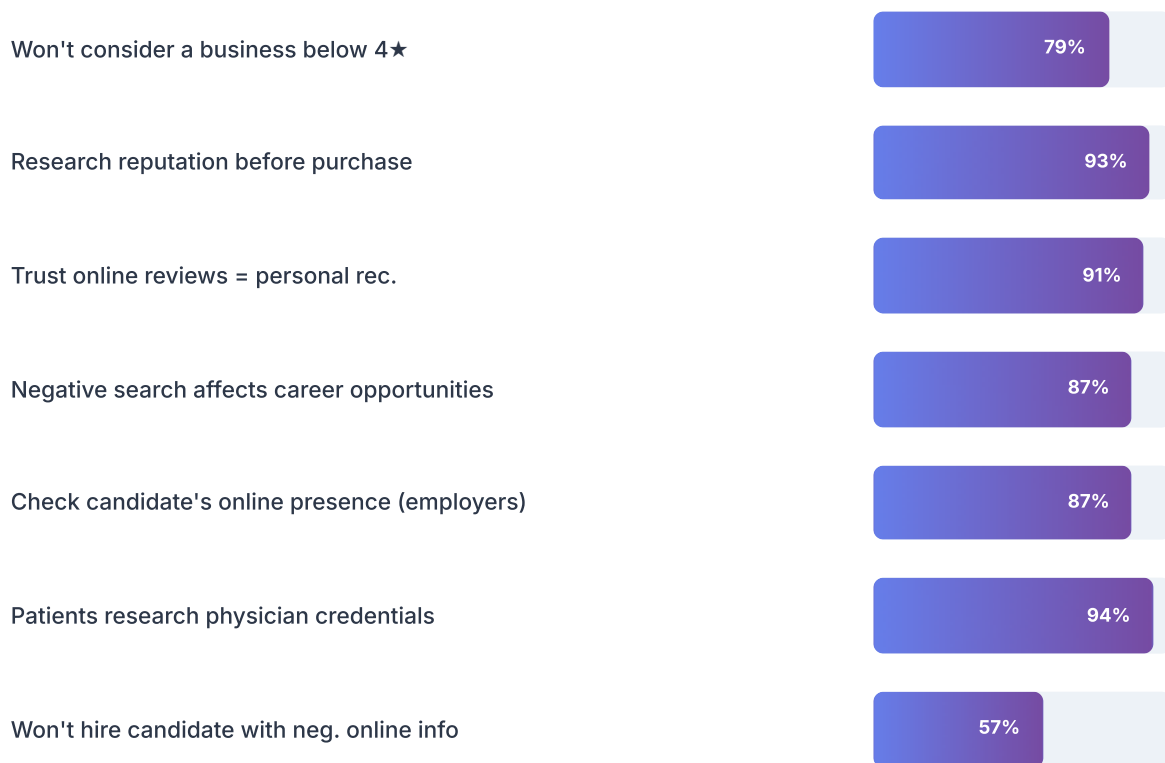 Won't consider a business below 4★ 79%
Research reputation before purchase 93%
Trust online reviews = personal rec. 91%
Negative search affects career opportunities 87%
Check candidate's online presence (employers) 87%
Patients research physician credentials 94%
Won't hire candidate with neg. online info 57%